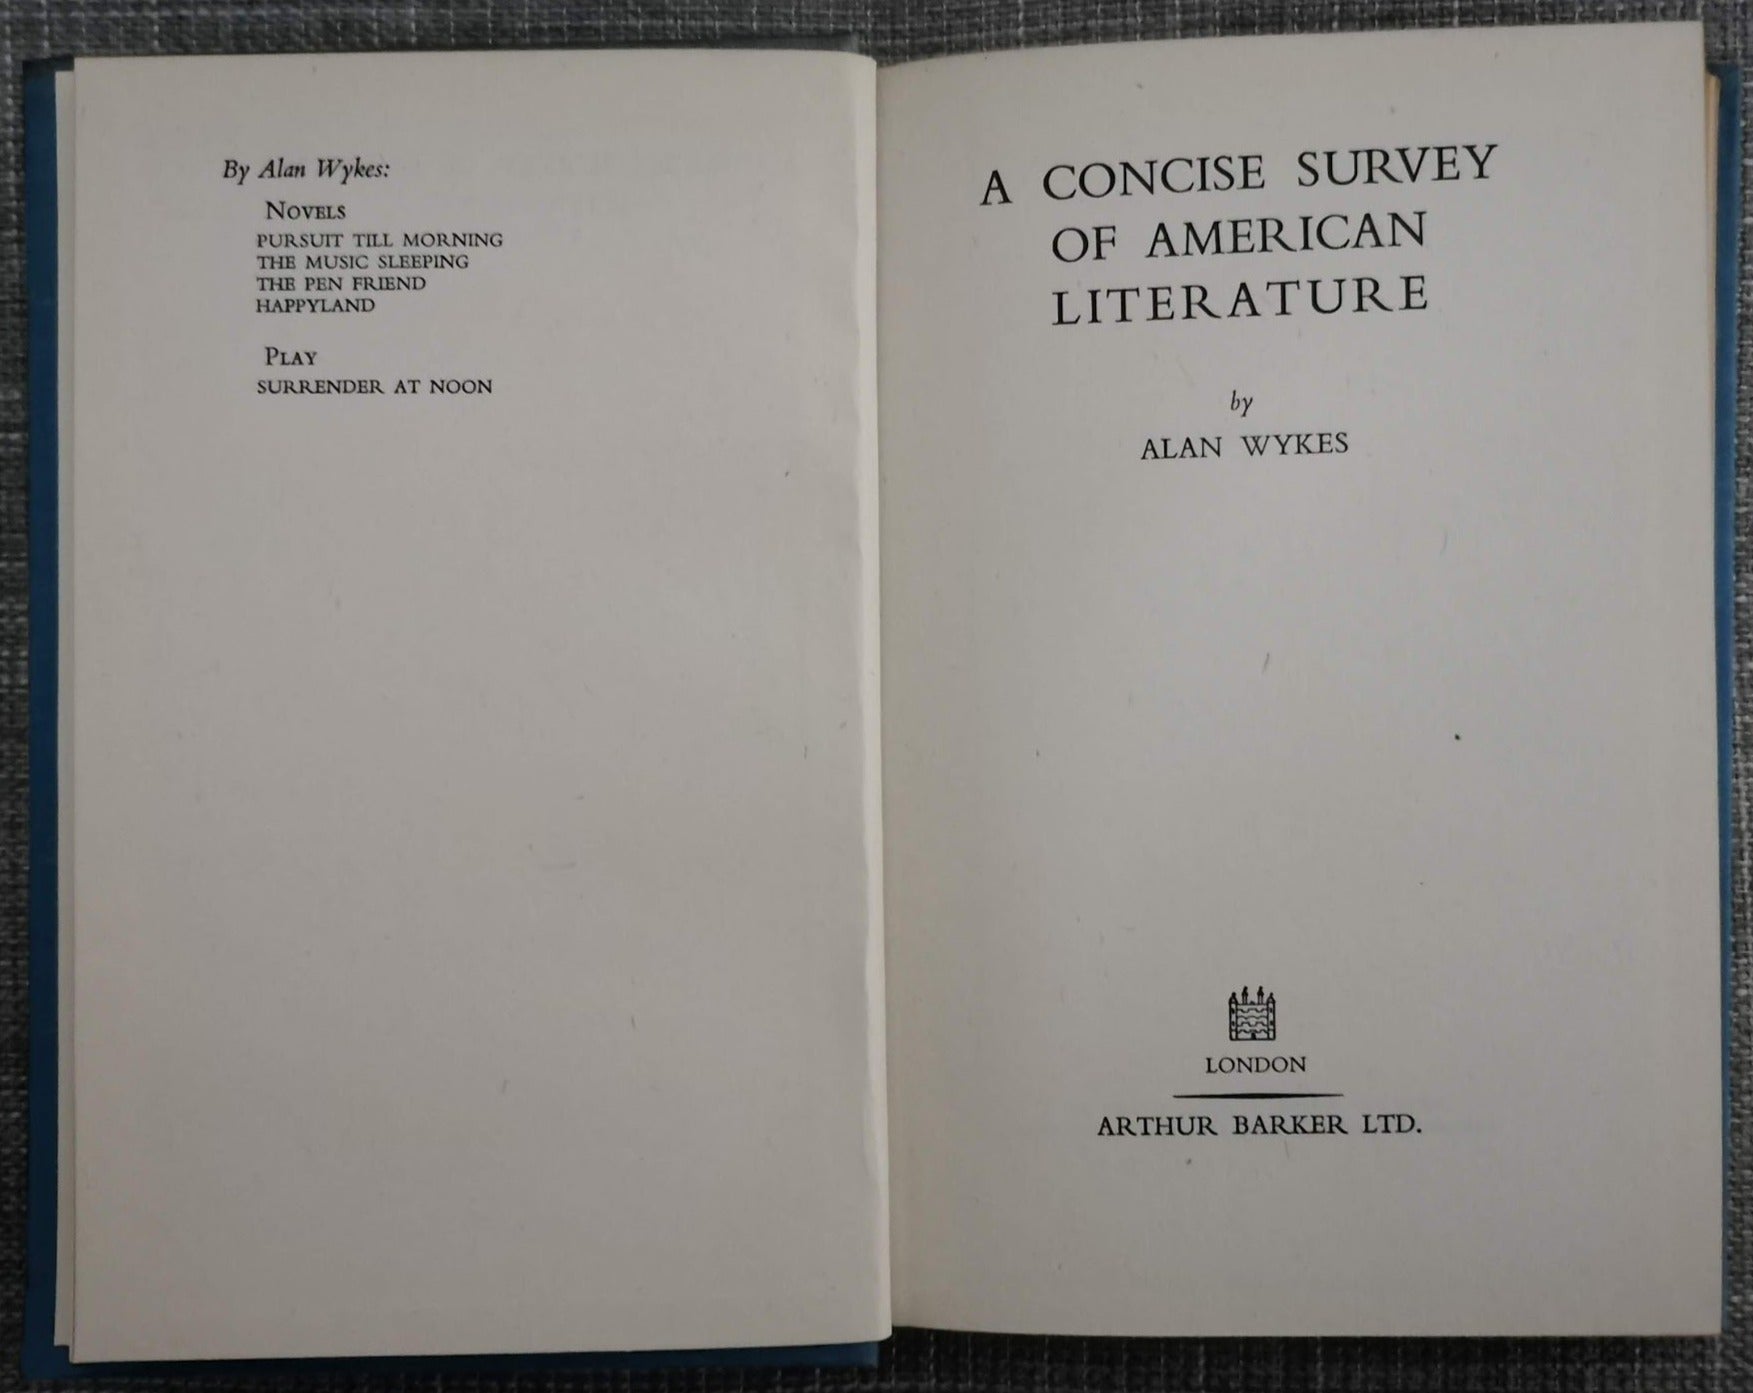 By Alan Wykes:
NOVELS
PURSUIT TILL MORNING
THE MUSIC SLEEPING
THE PEN FRIEND
HAPPYLAND
PLAY
SURRENDER AT NOON
A CONCISE SURVEY
OF AMERICAN
LITERATURE
by
ALAN WYKES
LONDON
ARTHUR BARKER LTD.